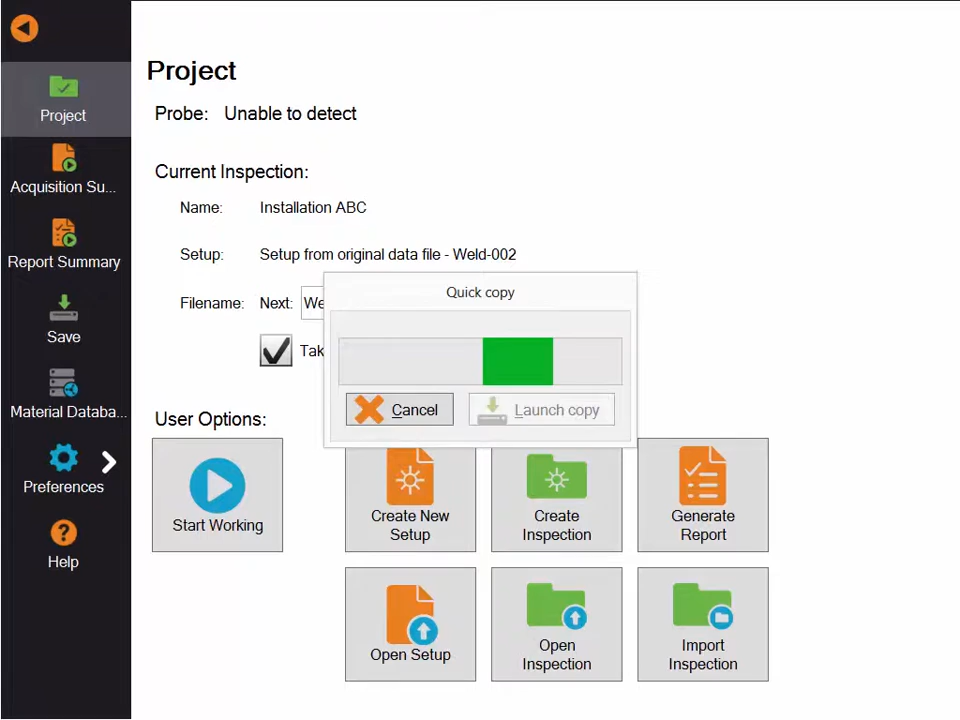 Project
Acquisition Su...
Report Summary
Save
Material Databa...
Preferences
Help
Project
Probe: Unable to detect
Current Inspection:
Name: Installation ABC
Setup: Setup from original data file - Weld-002
Filename: Next: We
Tak
Quick copy
Cancel
Launch copy
User Options:
Start Working
Create New
Setup
Create
Inspection
Generate
Report
Open Setup
Open
Inspection
Import
Inspection